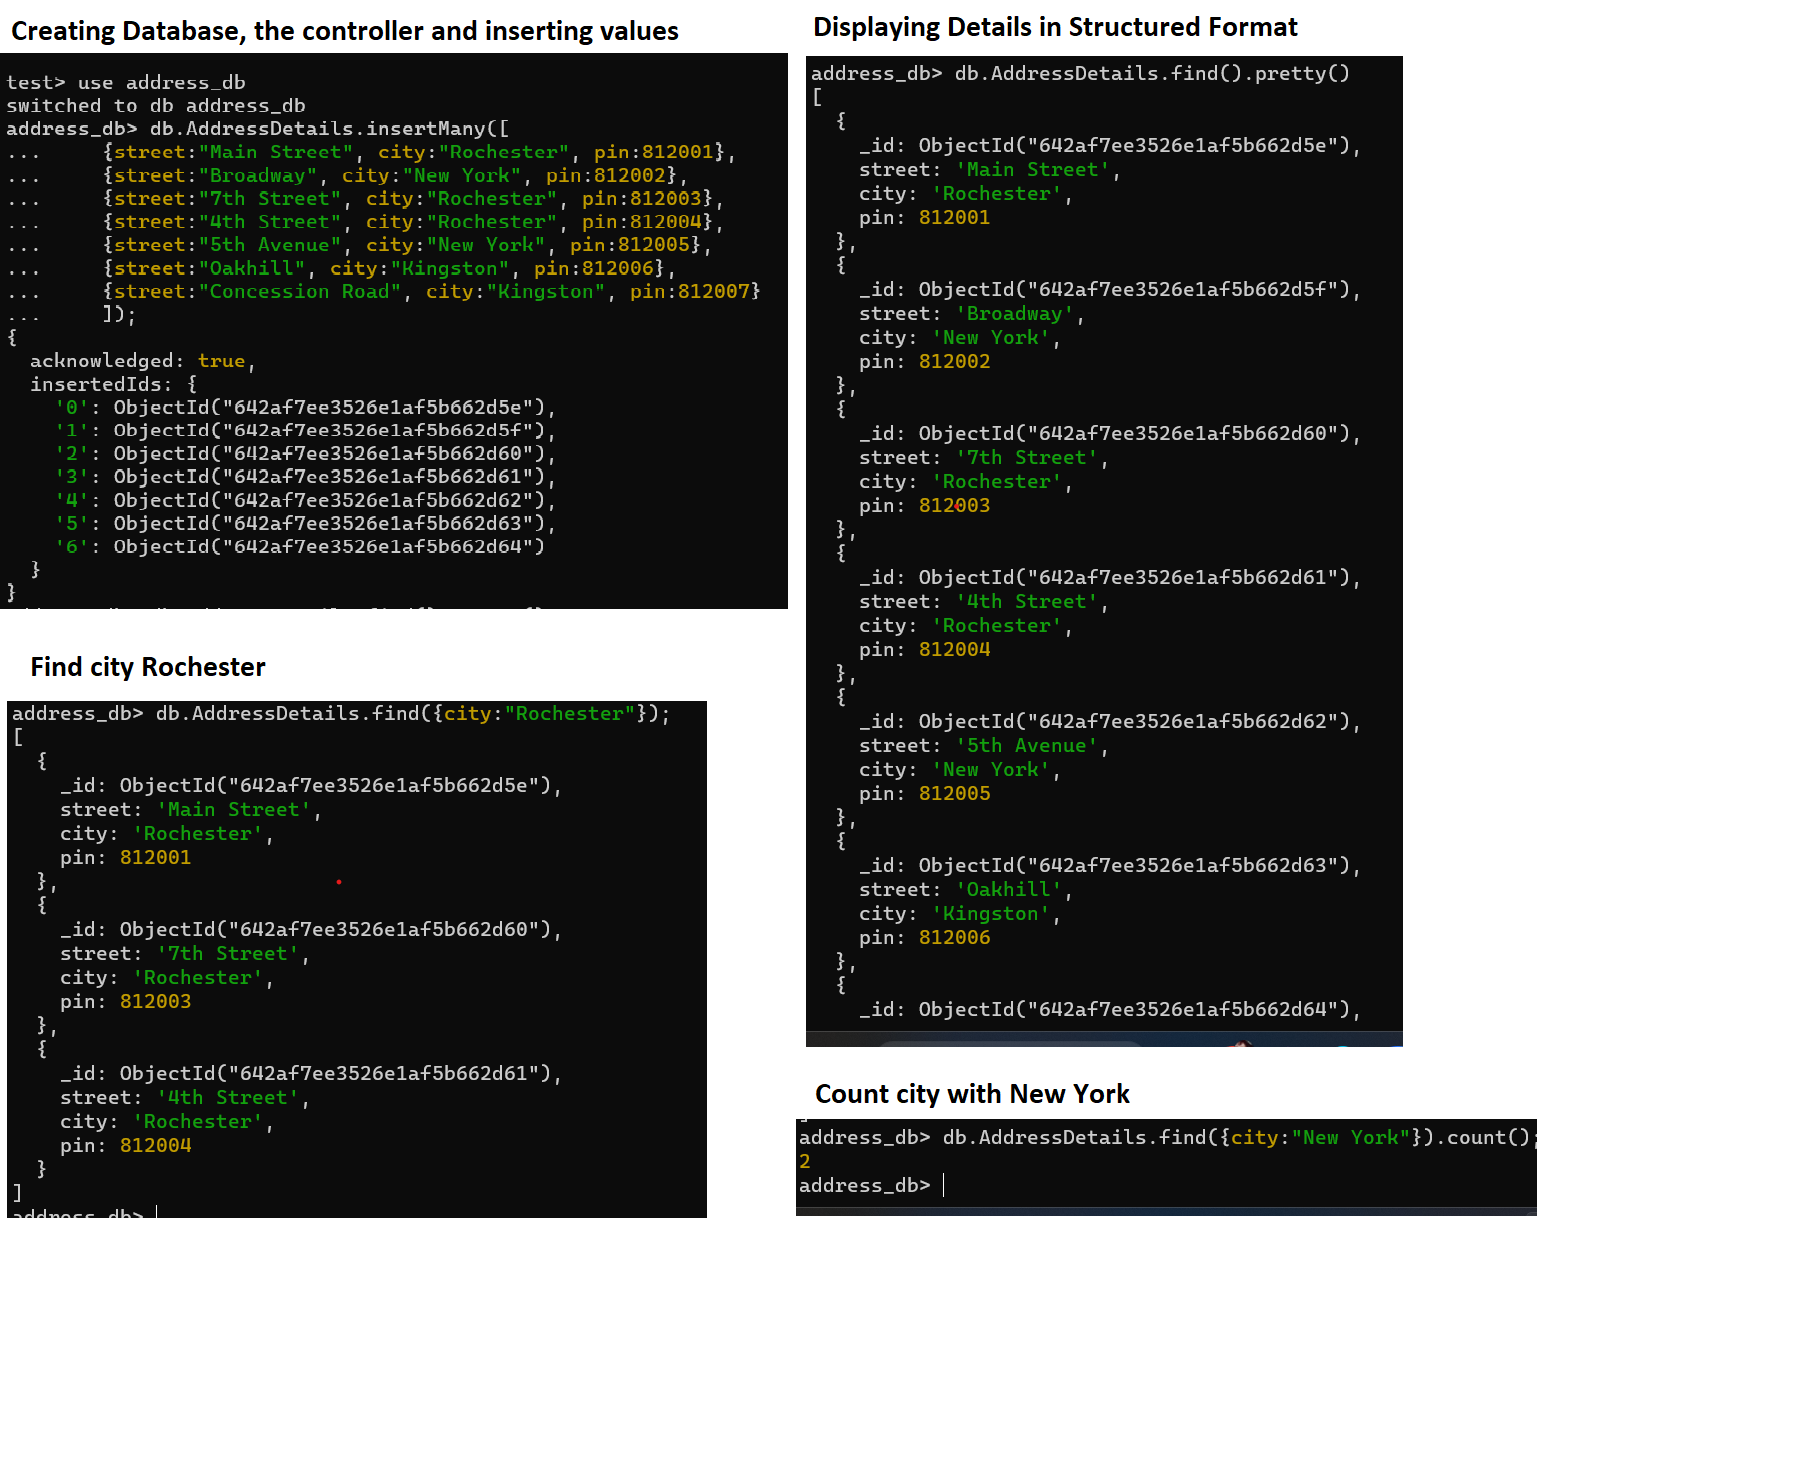 Creating Database, the controller and inserting values
test> use address_db
switched to db address_db
address_db> db.AddressDetails.insertMany([
...     {street:"Main Street", city:"Rochester", pin:812001},
...     {street:"Broadway", city:"New York", pin:812002},
...     {street:"7th Street", city:"Rochester", pin:812003},
...     {street:"4th Street", city:"Rochester", pin:812004},
...     {street:"5th Avenue", city:"New York", pin:812005},
...     {street:"Oakhill", city:"Kingston", pin:812006},
...     {street:"Concession Road", city:"Kingston", pin:812007}
...     ]);
{
  acknowledged: true,
  insertedIds: {
    '0': ObjectId("642af7ee3526e1af5b662d5e"),
    '1': ObjectId("642af7ee3526e1af5b662d5f"),
    '2': ObjectId("642af7ee3526e1af5b662d60"),
    '3': ObjectId("642af7ee3526e1af5b662d61"),
    '4': ObjectId("642af7ee3526e1af5b662d62"),
    '5': ObjectId("642af7ee3526e1af5b662d63"),
    '6': ObjectId("642af7ee3526e1af5b662d64")
  }
}
Find city Rochester
address_db> db.AddressDetails.find({city:"Rochester"});
[
  {
    _id: ObjectId("642af7ee3526e1af5b662d5e"),
    street: 'Main Street',
    city: 'Rochester',
    pin: 812001
  },
  {
    _id: ObjectId("642af7ee3526e1af5b662d60"),
    street: '7th Street',
    city: 'Rochester',
    pin: 812003
  },
  {
    _id: ObjectId("642af7ee3526e1af5b662d61"),
    street: '4th Street',
    city: 'Rochester',
    pin: 812004
  }
]
address_db>
Displaying Details in Structured Format
address_db> db.AddressDetails.find().pretty()
[
  {
    _id: ObjectId("642af7ee3526e1af5b662d5e"),
    street: 'Main Street',
    city: 'Rochester',
    pin: 812001
  },
  {
    _id: ObjectId("642af7ee3526e1af5b662d5f"),
    street: 'Broadway',
    city: 'New York',
    pin: 812002
  },
  {
    _id: ObjectId("642af7ee3526e1af5b662d60"),
    street: '7th Street',
    city: 'Rochester',
    pin: 812003
  },
  {
    _id: ObjectId("642af7ee3526e1af5b662d61"),
    street: '4th Street',
    city: 'Rochester',
    pin: 812004
  },
  {
    _id: ObjectId("642af7ee3526e1af5b662d62"),
    street: '5th Avenue',
    city: 'New York',
    pin: 812005
  },
  {
    _id: ObjectId("642af7ee3526e1af5b662d63"),
    street: 'Oakhill',
    city: 'Kingston',
    pin: 812006
  },
  {
    _id: ObjectId("642af7ee3526e1af5b662d64"),
Count city with New York
address_db> db.AddressDetails.find({city:"New York"}).count();
2
address_db>